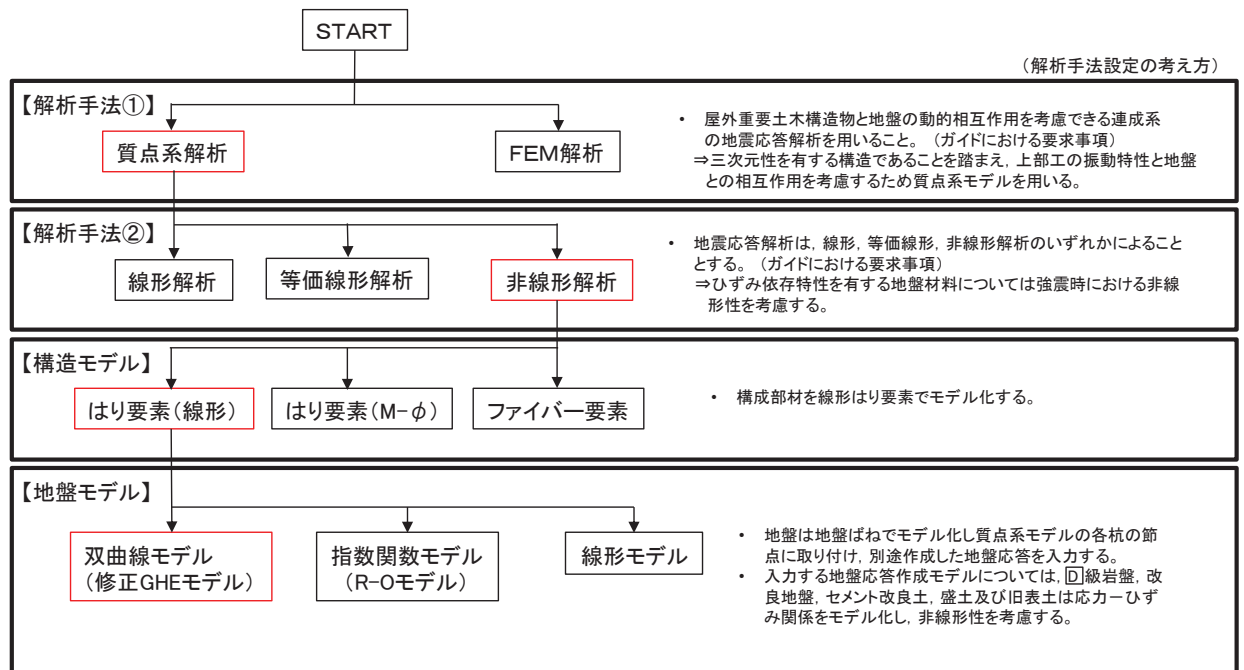 START
(解析手法設定の考え方)
【解析手法①】
質点系解析
FEM解析
・ 屋外重要土木構造物と地盤の動的相互作用を考慮できる連成系
の地震応答解析を用いること。(ガイドにおける要求事項)
⇒三次元性を有する構造であることを踏まえ,上部工の振動特性と地盤
との相互作用を考慮するため質点系モデルを用いる。
【解析手法②】
線形解析
等価線形解析
非線形解析
・ 地震応答解析は,線形,等価線形,非線形解析のいずれかによること
とする。(ガイドにおける要求事項)
⇒ひずみ依存特性を有する地盤材料については強震時における非線
形性を考慮する。
【構造モデル】
はり要素(線形)
はり要素(M-φ)
ファイバー要素
・ 構成部材を線形はり要素でモデル化する。
【地盤モデル】
双曲線モデル
(修正GHEモデル)
指数関数モデル
(R-Oモデル)
線形モデル
・ 地盤は地盤ばねでモデル化し質点系モデルの各杭の節
点に取り付け,別途作成した地盤応答を入力する。
・ 入力する地盤応答作成モデルについては,D級岩盤,改
良地盤,セメント改良土,盛土及び旧表土は応力ーひず
み関係をモデル化し,非線形性を考慮する。